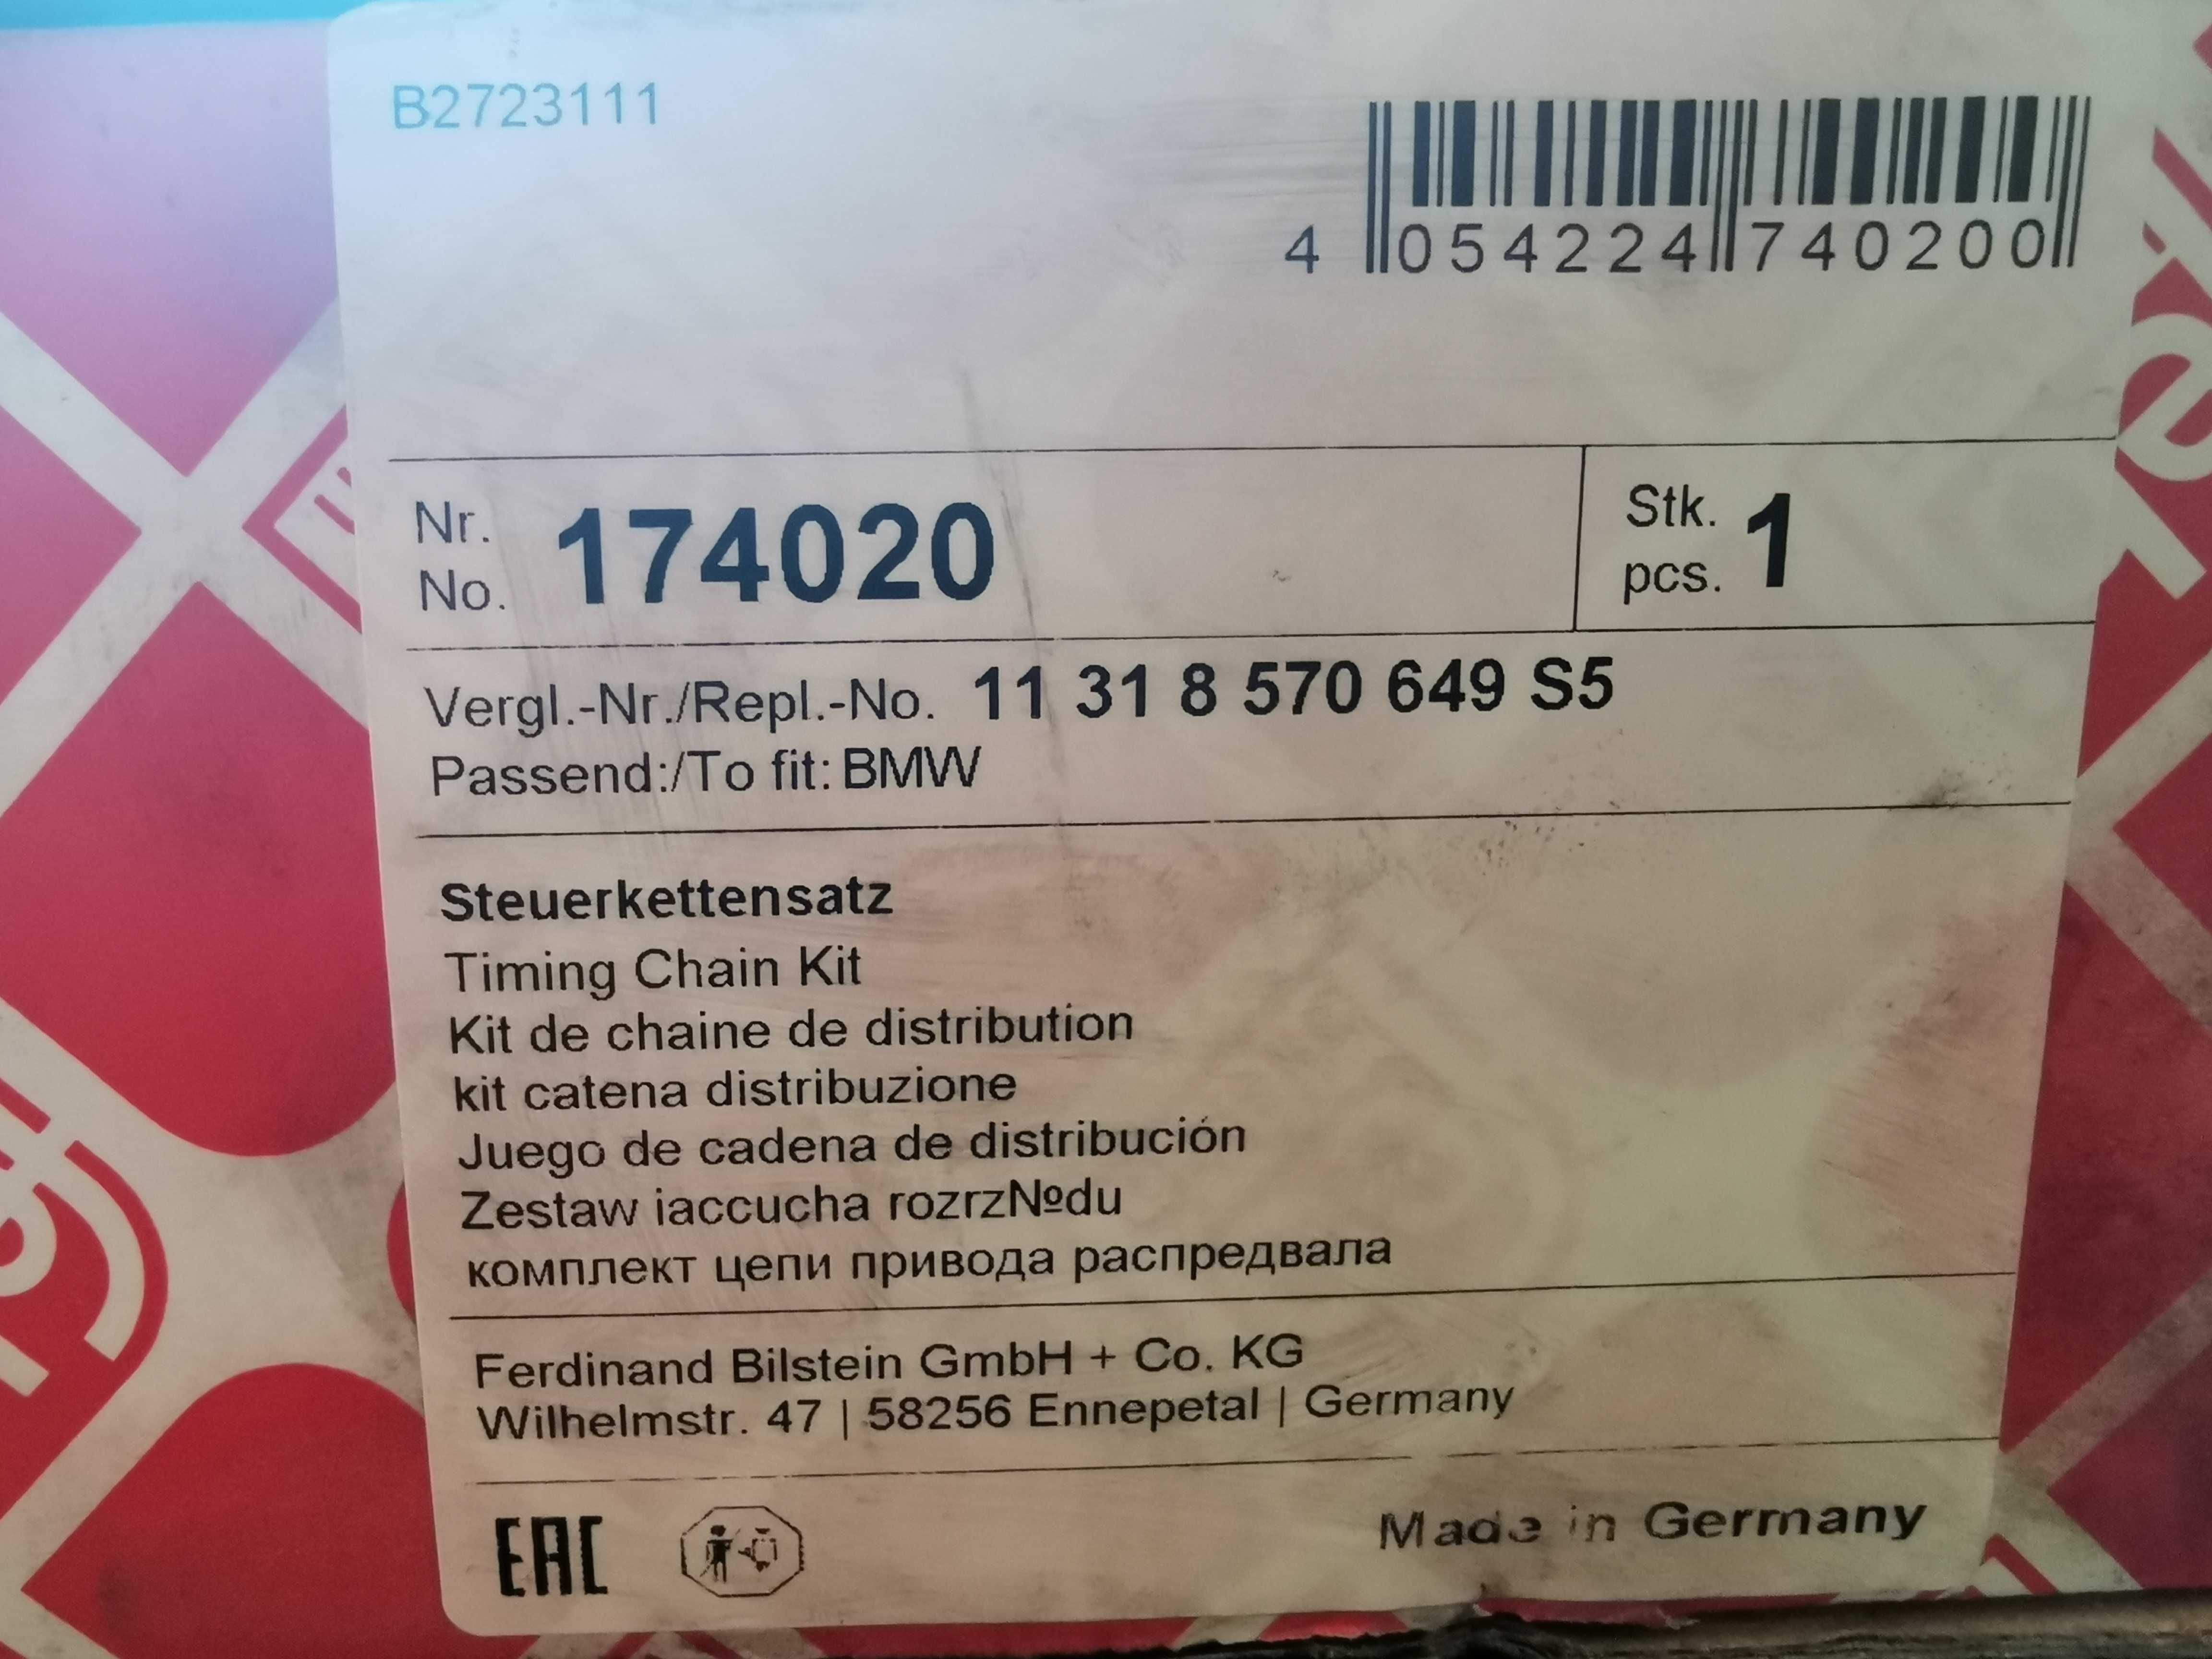 B2723111
4 054224 740200
Nr.
No. 174020
Stk.
pcs. 1
Vergl.-Nr./Repl.-No. 11 31 8 570 649 S5
Passend:/To fit: BMW
Steuerkettensatz
Timing Chain Kit
Kit de chaine de distribution
kit catena distribuzione
Juego de cadena de distribución
Zestaw iaccucha rozrzNºdu
комплект цепи привода распредвала
Ferdinand Bilstein GmbH + Co. KG
Wilhelmstr. 47 | 58256 Ennepetal | Germany
EAC
Made in Germany